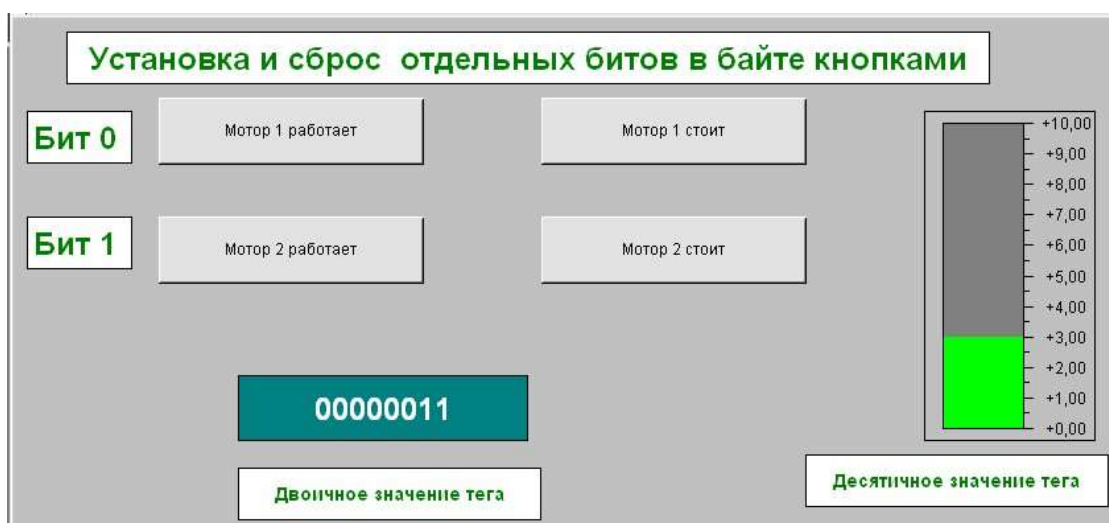 Установка и сброс отдельных битов в байте кнопками
Бит 0
Мотор 1 работает
Мотор 1 стоит
Бит 1
Мотор 2 работает
Мотор 2 стоит
+10,00
+9,00
+8,00
+7,00
+6,00
+5,00
+4,00
+3,00
+2,00
+1,00
+0,00
00000011
Двоичное значение тега
Десятичное значение тега